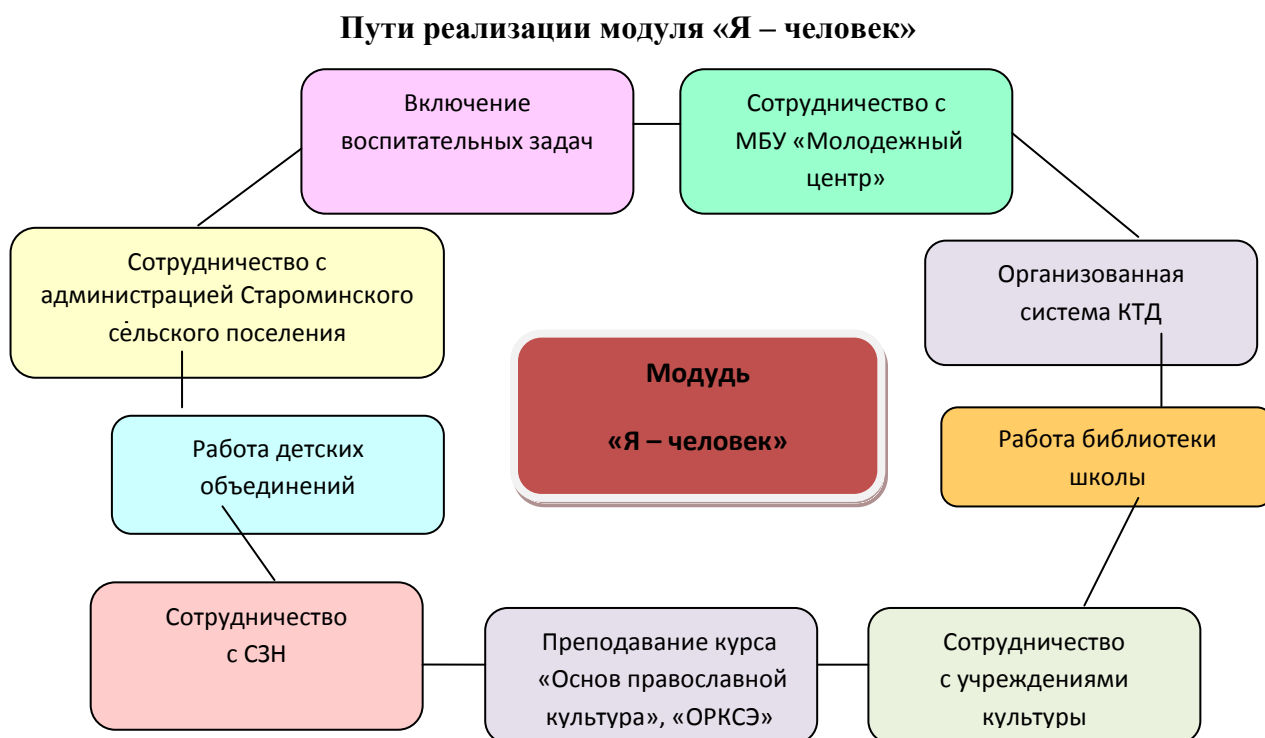 Пути реализации модуля «Я – человек»
Включение
воспитательных задач
Сотрудничество с
МБУ «Молодежный
центр»
Сотрудничество с
администрацией Староминского
сельского поселения
Организованная
система КТД
Модудь
«Я – человек»
Работа детских
объединений
Работа библиотеки
школы
Сотрудничество
с СЗН
Преподавание курса
«Основ православной
культура», «ОРКСЭ»
Сотрудничество
с учреждениями
культуры